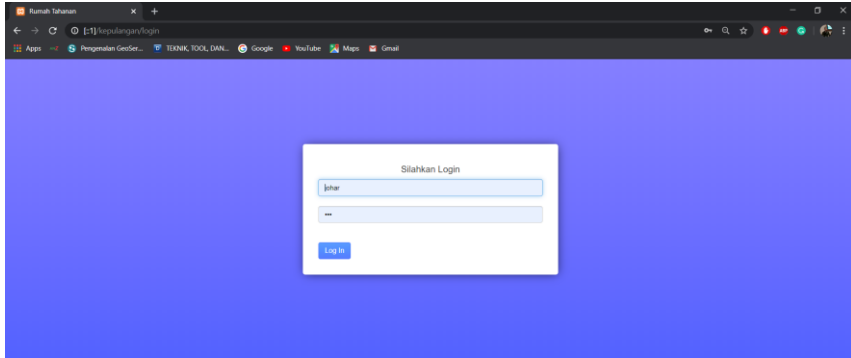 Rumah Tahanan
[::1]/kepulangan/login
Apps
Pengenalan GeoSer...
TEKNIK, TOOL, DAN...
Google
YouTube
Maps
Gmail
Silahkan Login
johar
Log In